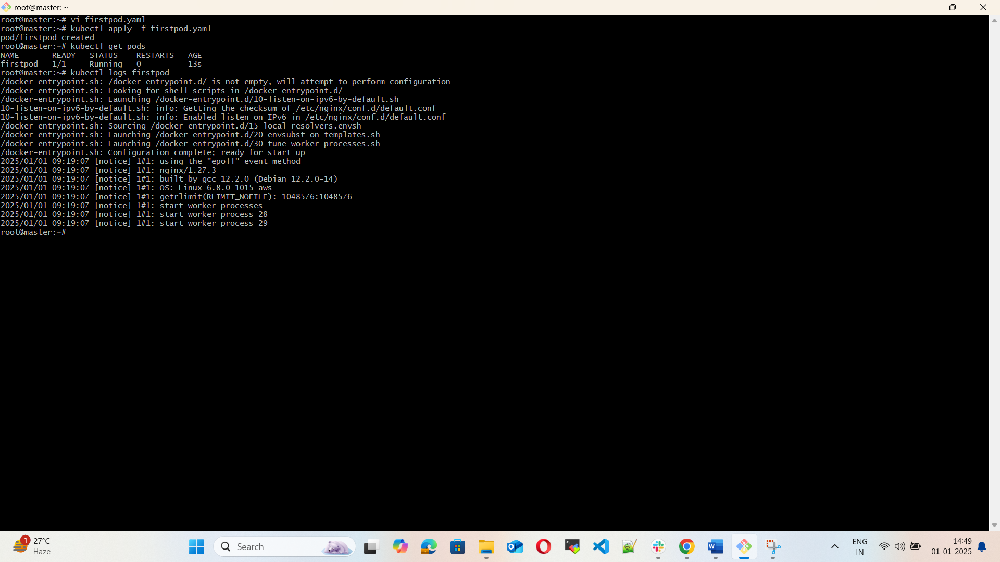 root@master: ~
root@master:~# vi firstpod.yaml
root@master:~# kubectl apply -f firstpod.yaml
pod/firstpod created
root@master:~# kubectl get pods
NAME       READY   STATUS    RESTARTS   AGE
firstpod   1/1     Running   0          13s
root@master:~# kubectl logs firstpod
/docker-entrypoint.sh: /docker-entrypoint.d/ is not empty, will attempt to perform configuration
/docker-entrypoint.sh: Looking for shell scripts in /docker-entrypoint.d/
/docker-entrypoint.sh: Launching /docker-entrypoint.d/10-listen-on-ipv6-by-default.sh
10-listen-on-ipv6-by-default.sh: info: Getting the checksum of /etc/nginx/conf.d/default.conf
10-listen-on-ipv6-by-default.sh: info: Enabled listen on IPv6 in /etc/nginx/conf.d/default.conf
/docker-entrypoint.sh: Sourcing /docker-entrypoint.d/15-local-resolvers.envsh
/docker-entrypoint.sh: Launching /docker-entrypoint.d/20-envsubst-on-templates.sh
/docker-entrypoint.sh: Launching /docker-entrypoint.d/30-tune-worker-processes.sh
/docker-entrypoint.sh: Configuration complete; ready for start up
2025/01/01 09:19:07 [notice] 1#1: using the "epoll" event method
2025/01/01 09:19:07 [notice] 1#1: nginx/1.27.3
2025/01/01 09:19:07 [notice] 1#1: built by gcc 12.2.0 (Debian 12.2.0-14)
2025/01/01 09:19:07 [notice] 1#1: OS: Linux 6.8.0-1015-aws
2025/01/01 09:19:07 [notice] 1#1: getrlimit(RLIMIT_NOFILE): 1048576:1048576
2025/01/01 09:19:07 [notice] 1#1: start worker processes
2025/01/01 09:19:07 [notice] 1#1: start worker process 28
2025/01/01 09:19:07 [notice] 1#1: start worker process 29
root@master:~#
1
27°C
Haze
Search
ENG
IN
14:49
01-01-2025